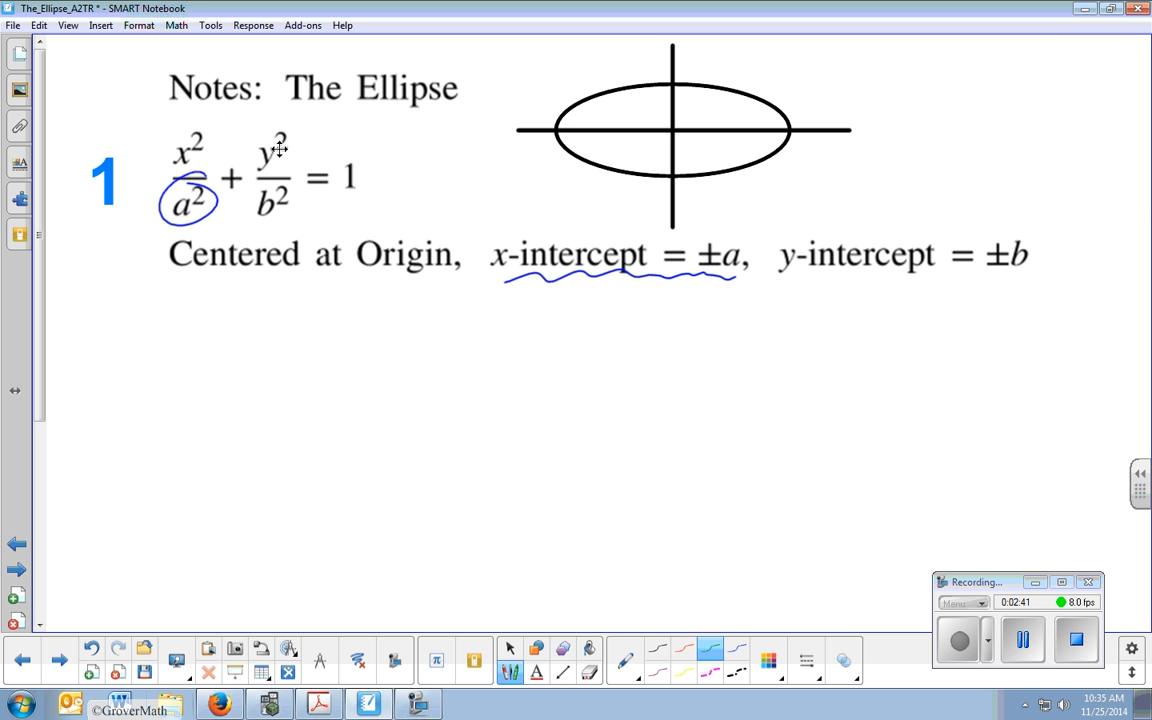 The_Ellipse_A2TR * - SMART Notebook
File Edit View Insert Format Math Tools Response Add-ons Help
Notes: The Ellipse
1 x²/a² + y²/b² = 1
Centered at Origin, x-intercept = ±a, y-intercept = ±b
Recording...
Menu 0:02:41 8.0 fps
A
π A
10:35 AM
©GroverMath 11/25/2014